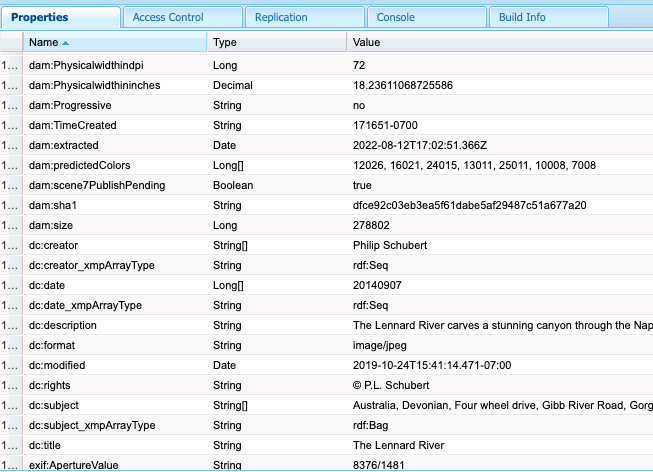 Properties Access Control Replication Console Build Info
Name Type Value
1... dam:Physicalwidthindpi Long 72
1... dam:Physicalwidthininches Decimal 18.23611068725586
1... dam:Progressive String no
1... dam:TimeCreated String 171651-0700
1... dam:extracted Date 2022-08-12T17:02:51.366Z
1... dam:predictedColors Long[] 12026, 16021, 24015, 13011, 25011, 10008, 7008
1... dam:scene7PublishPending Boolean true
1... dam:sha1 String dfce92c03eb3ea5f61dabe5af29487c51a677a20
1... dam:size Long 278802
1... dc:creator String[] Philip Schubert
1... dc:creator_xmpArrayType String rdf:Seq
1... dc:date Long[] 20140907
1... dc:date_xmpArrayType String rdf:Seq
1... dc:description String The Lennard River carves a stunning canyon through the Nap
1... dc:format String image/jpeg
1... dc:modified Date 2019-10-24T15:41:14.471-07:00
1... dc:rights String © P.L. Schubert
1... dc:subject String[] Australia, Devonian, Four wheel drive, Gibb River Road, Gorg
1... dc:subject_xmpArrayType String rdf:Bag
1... dc:title String The Lennard River
1... exif:ApertureValue String 8376/1481